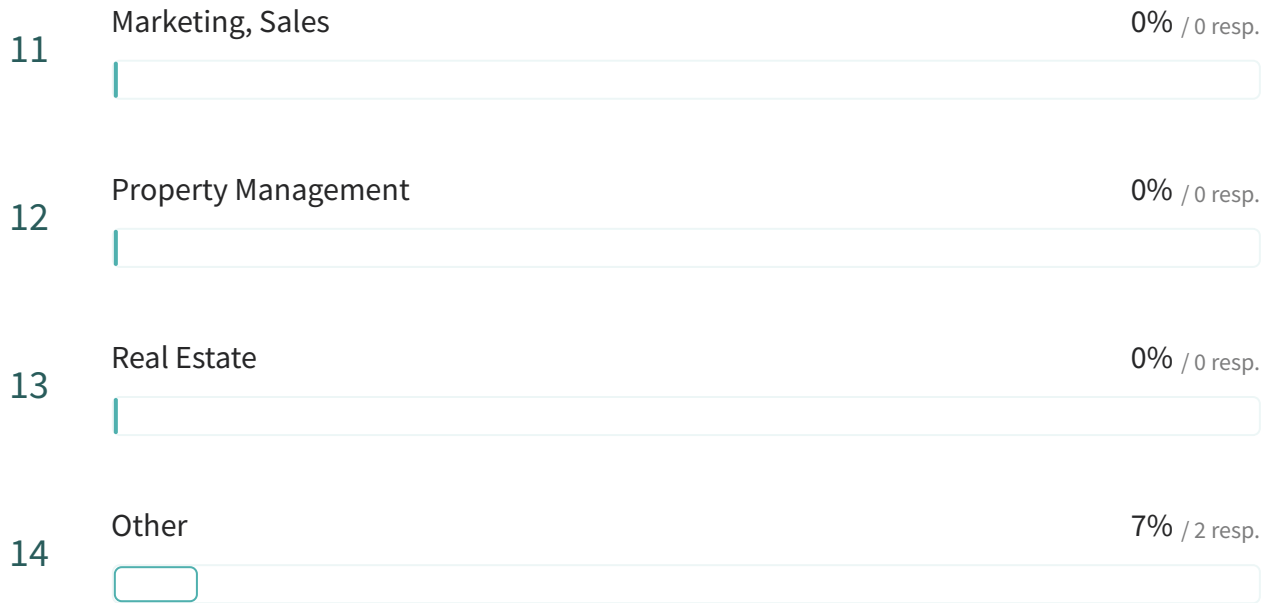 11
Marketing, Sales
0% / 0 resp.
12
Property Management
0% / 0 resp.
13
Real Estate
0% / 0 resp.
14
Other
7% / 2 resp.